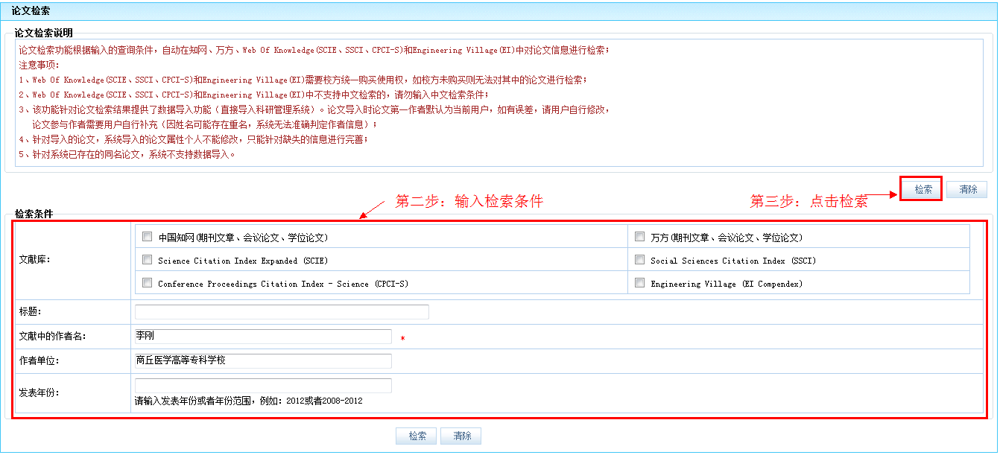 论文检索
论文检索说明
论文检索功能根据输入的查询条件，自动在知网、万方、Web Of Knowledge(SCIE、SSCI、CPCI-S)和Engineering Village(EI)中对论文信息进行检索；
注意事项：
1、Web Of Knowledge(SCIE、SSCI、CPCI-S)和Engineering Village(EI)需要校方统一购买使用权，如校方未购买则无法对其中的论文进行检索；
2、Web Of Knowledge(SCIE、SSCI、CPCI-S)和Engineering Village(EI)中不支持中文检索的，请勿输入中文检索条件；
3、该功能针对论文检索结果提供了数据导入功能（直接导入科研管理系统）。论文导入时论文第一作者默认为当前用户，如有误差，请用户自行修改，
论文参与作者需要用户自行补充（因姓名可能存在重名，系统无法准确判定作者信息）；
4、针对导入的论文，系统导入的论文属性个人不能修改，只能针对缺失的信息进行完善；
5、针对系统已存在的同名论文，系统不支持数据导入。
第二步：输入检索条件 第三步：点击检索 检索 清除
检索条件
文献库：
中国知网(期刊文章、会议论文、学位论文) 万方(期刊文章、会议论文、学位论文)
Science Citation Index Expanded (SCIE) Social Sciences Citation Index (SSCI)
Conference Proceedings Citation Index - Science (CPCI-S) Engineering Village (EI Compendex)
标题：
文献中的作者名： 李刚 *
作者单位： 商丘医学高等专科学校
发表年份：
请输入发表年份或者年份范围，例如：2012或者2008-2012
检索 清除